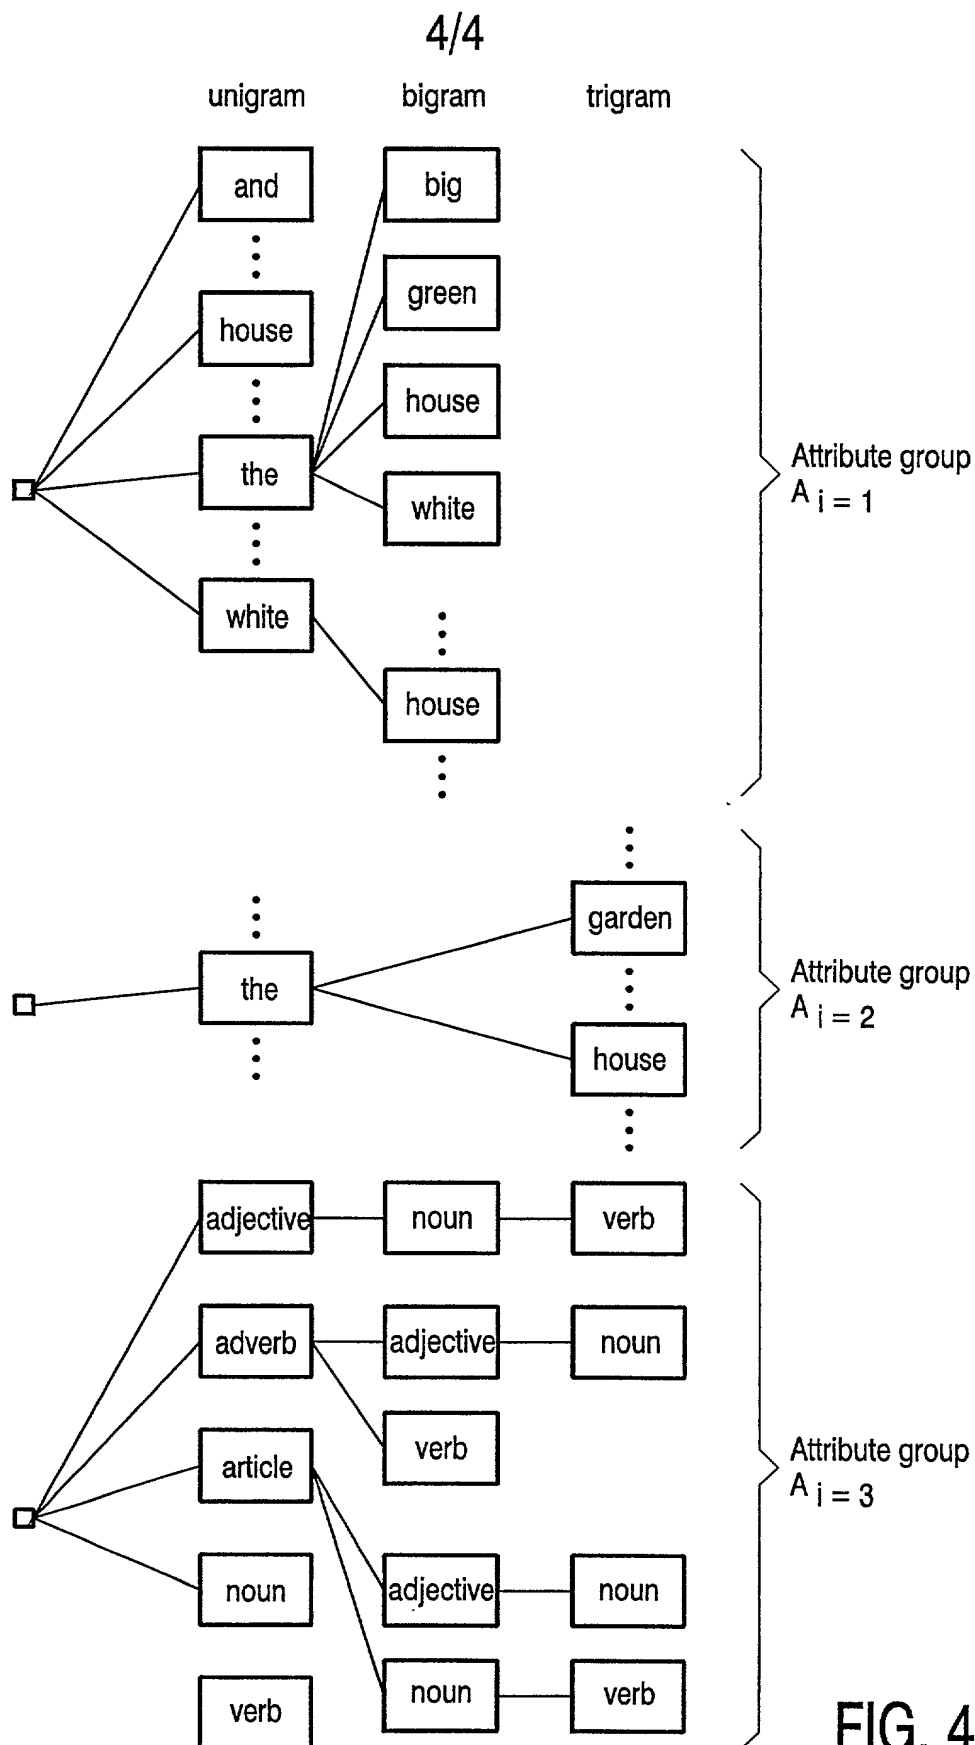 4/4
unigram bigram trigram
and big
green
house
house
the
white
white
house
Attribute group
A i = 1
garden
the
house
Attribute group
A i = 2
adjective noun verb
adverb adjective noun
verb
article
noun adjective noun
verb noun verb
Attribute group
A i = 3
FIG. 4